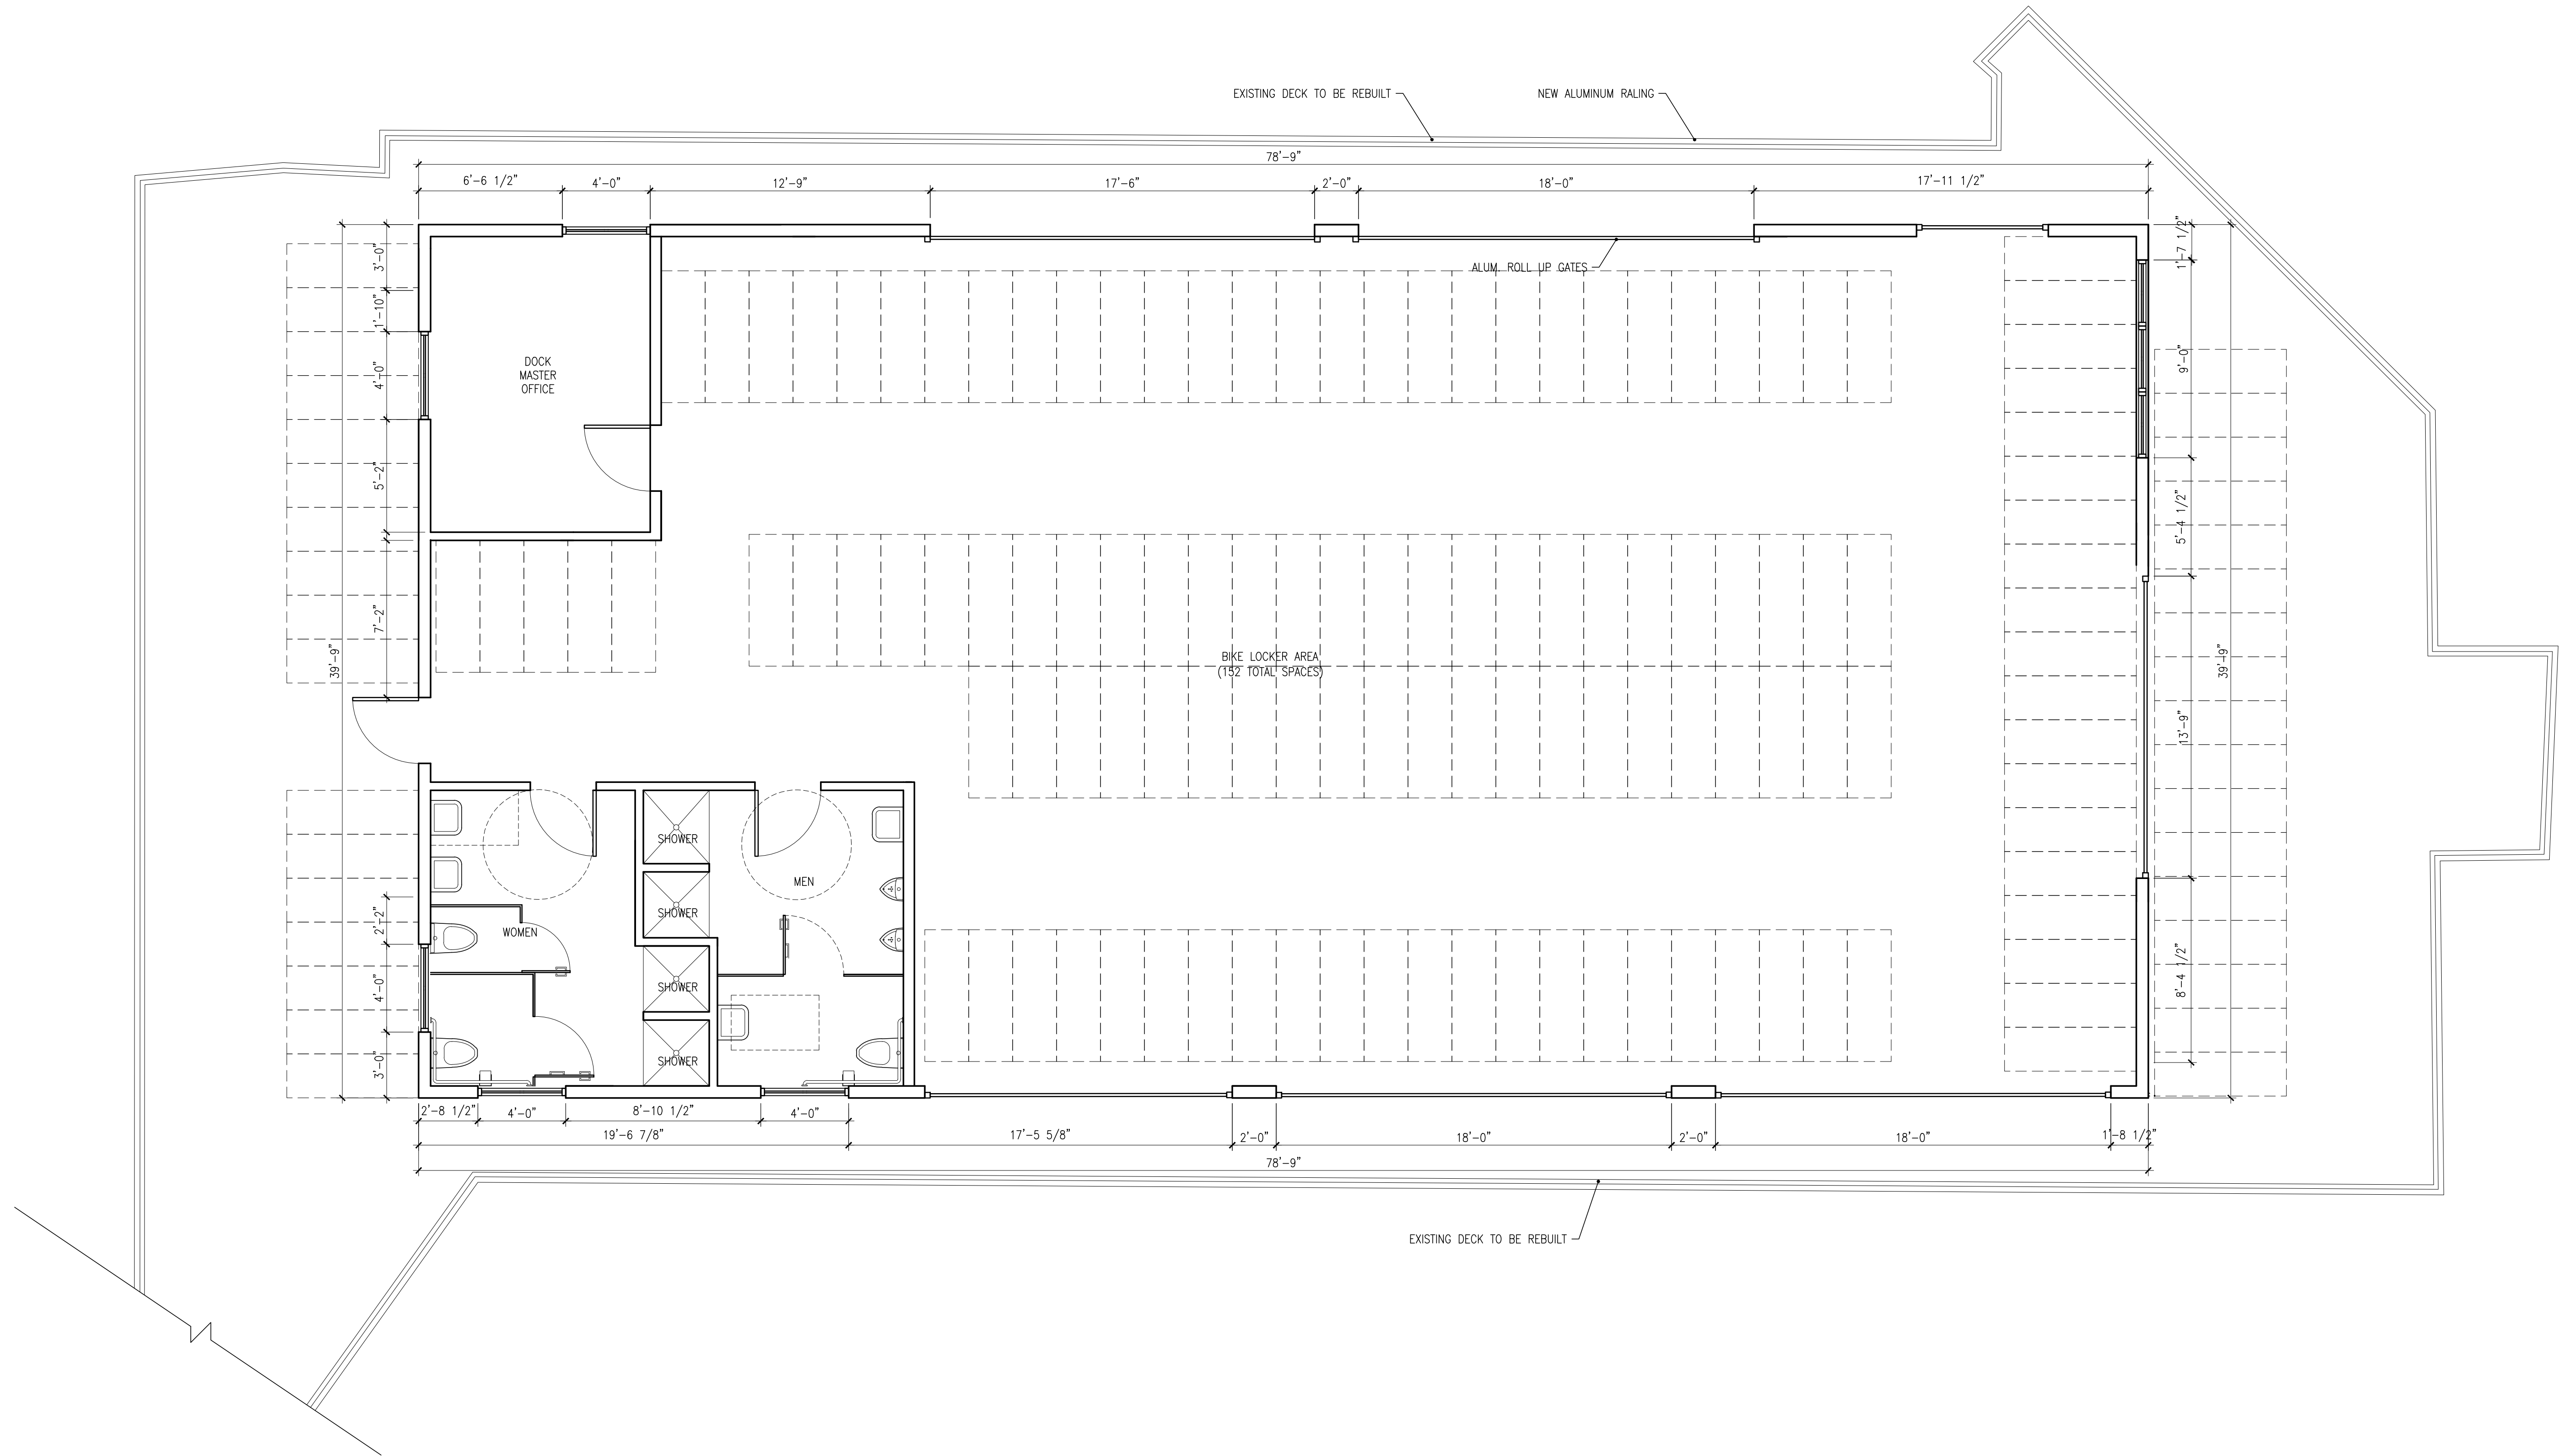 EXISTING DECK TO BE REBUILT
NEW ALUMINUM RALING
78'-9"
6'-6 1/2"
4'-0"
12'-9"
17'-6"
2'-0"
18'-0"
17'-11 1/2"
3'-0"
1'-10"
4'-0"
5'-2"
7'-2"
39'-9"
2'-2"
4'-0"
3'-0"
1'-7 1/2"
9'-0"
5'-4 1/2"
13'-9"
8'-4 1/2"
39'-9"
ALUM. ROLL UP GATES
DOCK
MASTER
OFFICE
BIKE LOCKER AREA
(152 TOTAL SPACES)
SHOWER
MEN
SHOWER
WOMEN
SHOWER
SHOWER
2'-8 1/2"
4'-0"
8'-10 1/2"
4'-0"
19'-6 7/8"
17'-5 5/8"
2'-0"
18'-0"
2'-0"
18'-0"
1'-8 1/2"
78'-9"
EXISTING DECK TO BE REBUILT